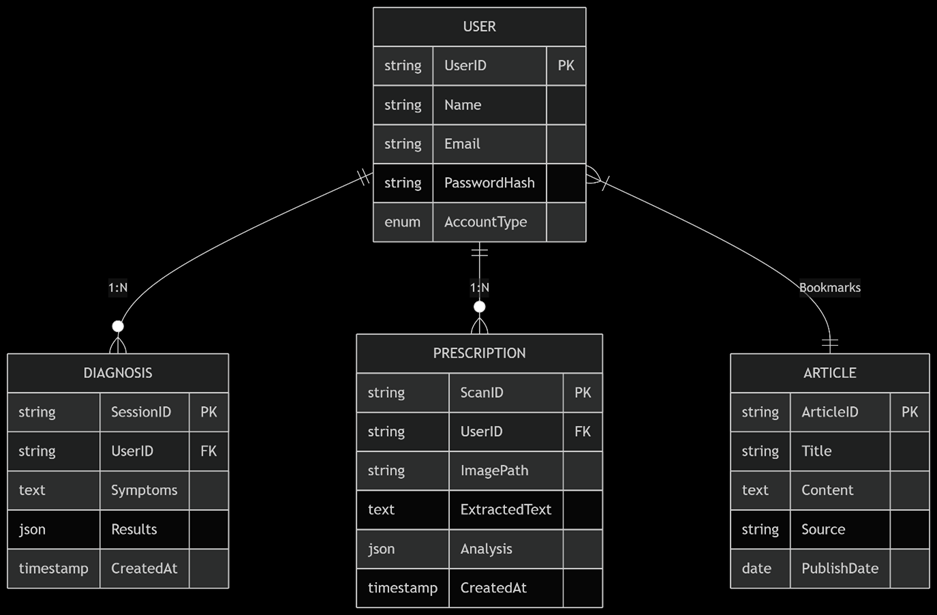 USER
string UserID PK
string Name
string Email
string PasswordHash
enum AccountType
1:N
1:N
Bookmarks
DIAGNOSIS
string SessionID PK
string UserID FK
text Symptoms
json Results
timestamp CreatedAt
PRESCRIPTION
string ScanID PK
string UserID FK
string ImagePath
text ExtractedText
json Analysis
timestamp CreatedAt
ARTICLE
string ArticleID PK
string Title
text Content
string Source
date PublishDate